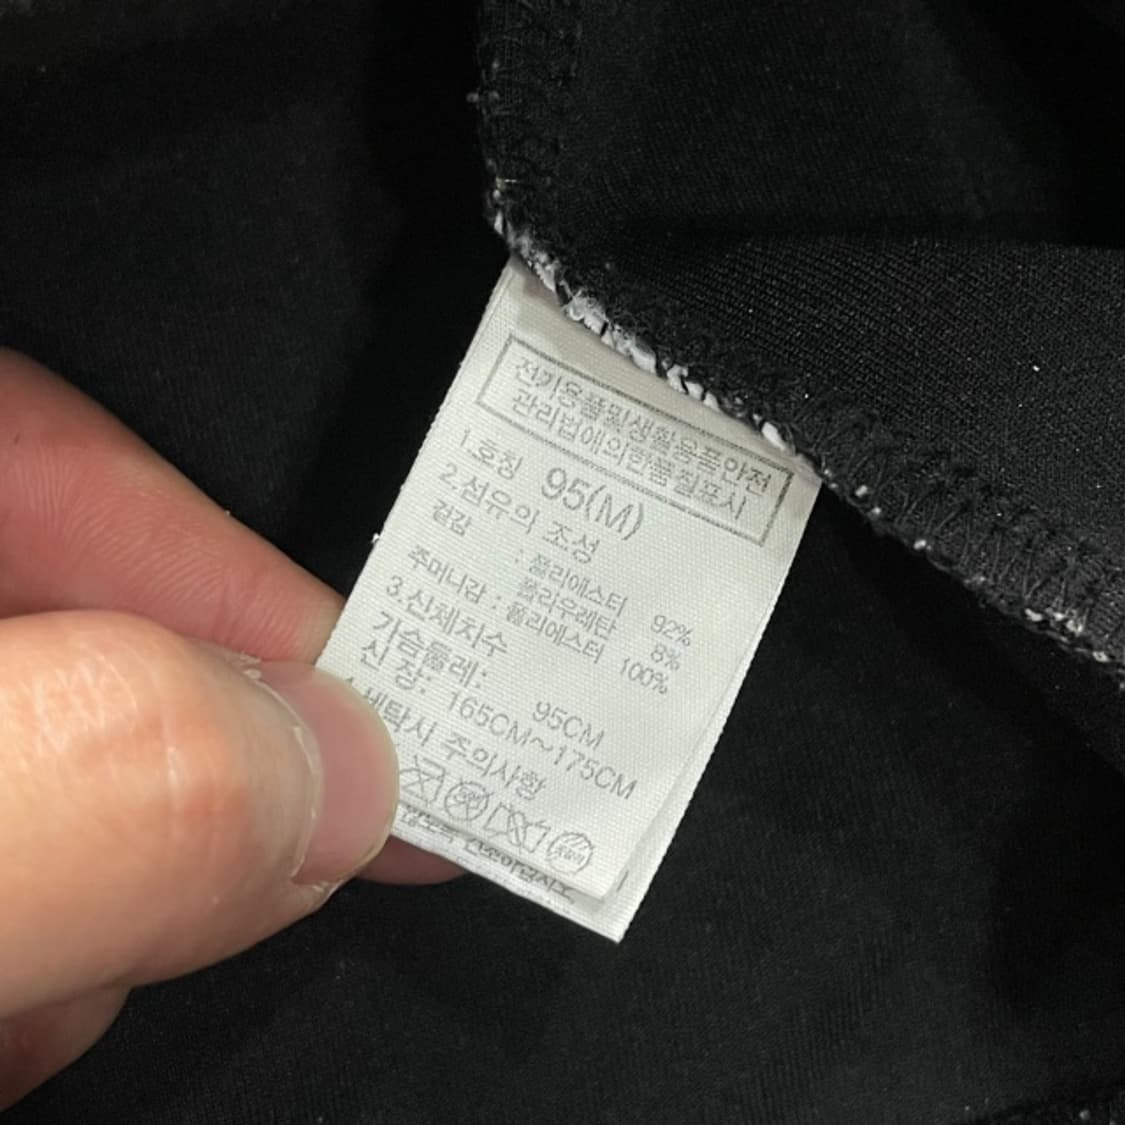 전기용품및생활용품안전
관리법에의한품질표시
1.호칭 95(M)
2.섬유의 조성
겉감 : 폴리에스터 92%
폴리우레탄 8%
주머니감 : 폴리에스터 100%
3.신체치수
가슴둘레: 95CM
신 장: 165CM~175CM
세탁시 주의사항